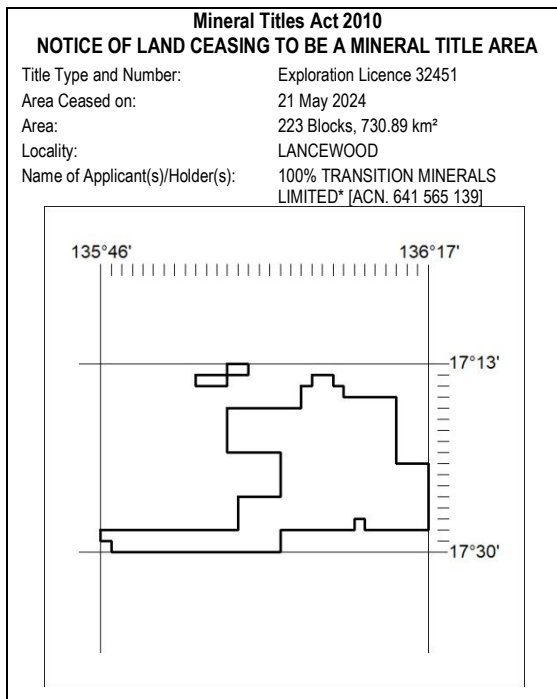 Mineral Titles Act 2010
NOTICE OF LAND CEASING TO BE A MINERAL TITLE AREA
Title Type and Number: Exploration Licence 32451
Area Ceased on: 21 May 2024
Area: 223 Blocks, 730.89 km²
Locality: LANCEWOOD
Name of Applicant(s)/Holder(s): 100% TRANSITION MINERALS
LIMITED* [ACN. 641 565 139]
135°46' 136°17'
17°13'
17°30'